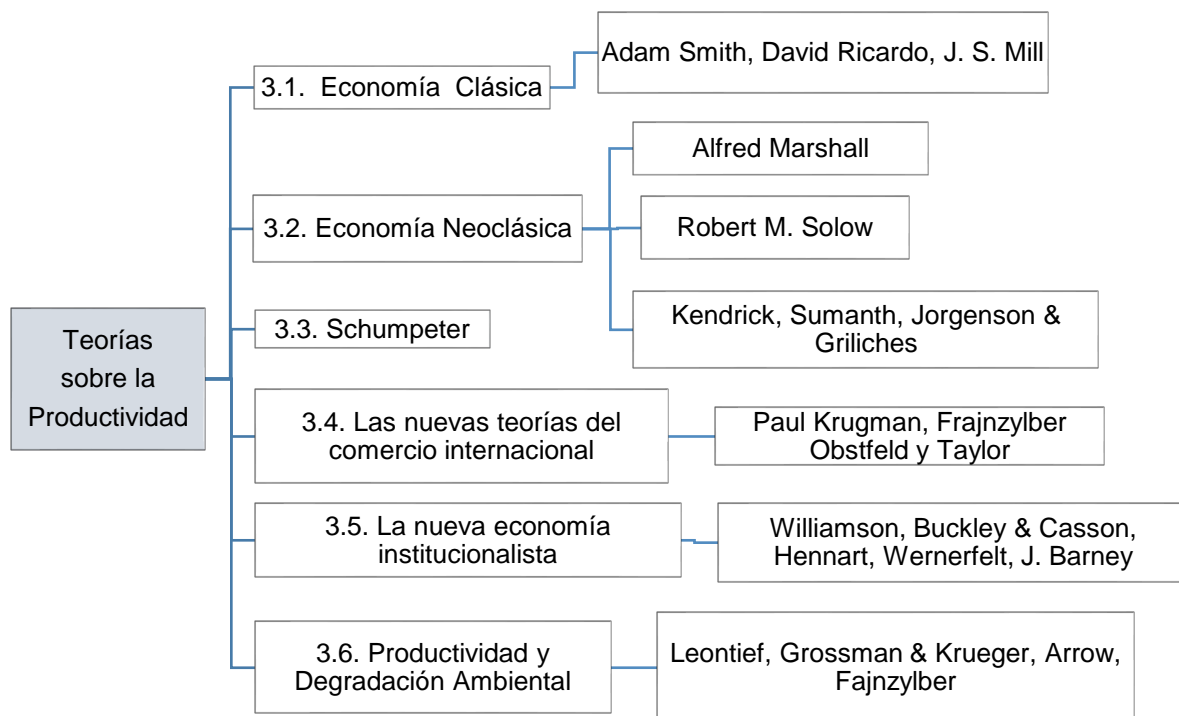 Teorías
sobre la
Productividad
3.1. Economía Clásica
Adam Smith, David Ricardo, J. S. Mill
3.2. Economía Neoclásica
Alfred Marshall
Robert M. Solow
Kendrick, Sumanth, Jorgenson &
Griliches
3.3. Schumpeter
3.4. Las nuevas teorías del
comercio internacional
Paul Krugman, Frajnzylber
Obstfeld y Taylor
3.5. La nueva economía
institucionalista
Williamson, Buckley & Casson,
Hennart, Wernerfelt, J. Barney
3.6. Productividad y
Degradación Ambiental
Leontief, Grossman & Krueger, Arrow,
Fajnzylber